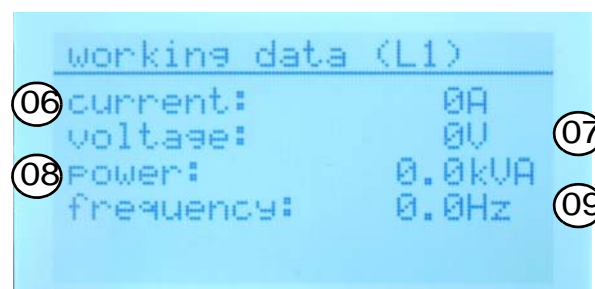 working data (L1)
06 current: 0A
voltage: 0V 07
08 power: 0.0kVA
frequency: 0.0Hz 09